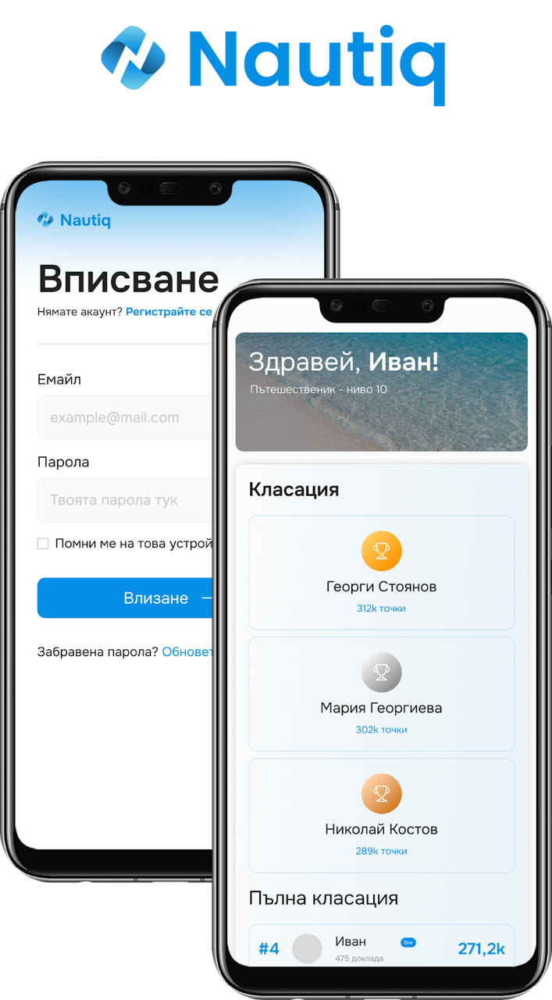 Nautiq
Nautiq
Вписване
Нямате акаунт? Регистрайте се
Емайл
example@mail.com
Парола
Твоята парола тук
Помни ме на това устрой
Влизане
Забравена парола? Обновет
Здравей, Иван!
Пътешественик - ниво 10
Класация
Георги Стоянов
312k точки
Мария Георгиева
302k точки
Николай Костов
289k точки
Пълна класация
#4 Иван Вие 271,2k
475 доклада